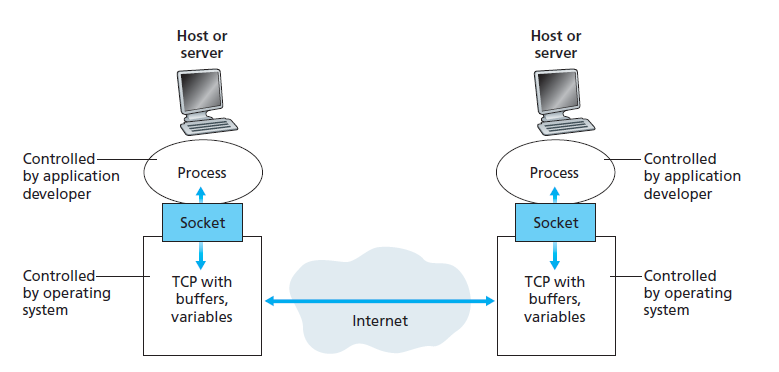 Host or
server
Host or
server
Controlled
by application
developer
Process
Process
Controlled
by application
developer
Socket
Socket
Controlled
by operating
system
TCP with
buffers,
variables
Internet
TCP with
buffers,
variables
Controlled
by operating
system